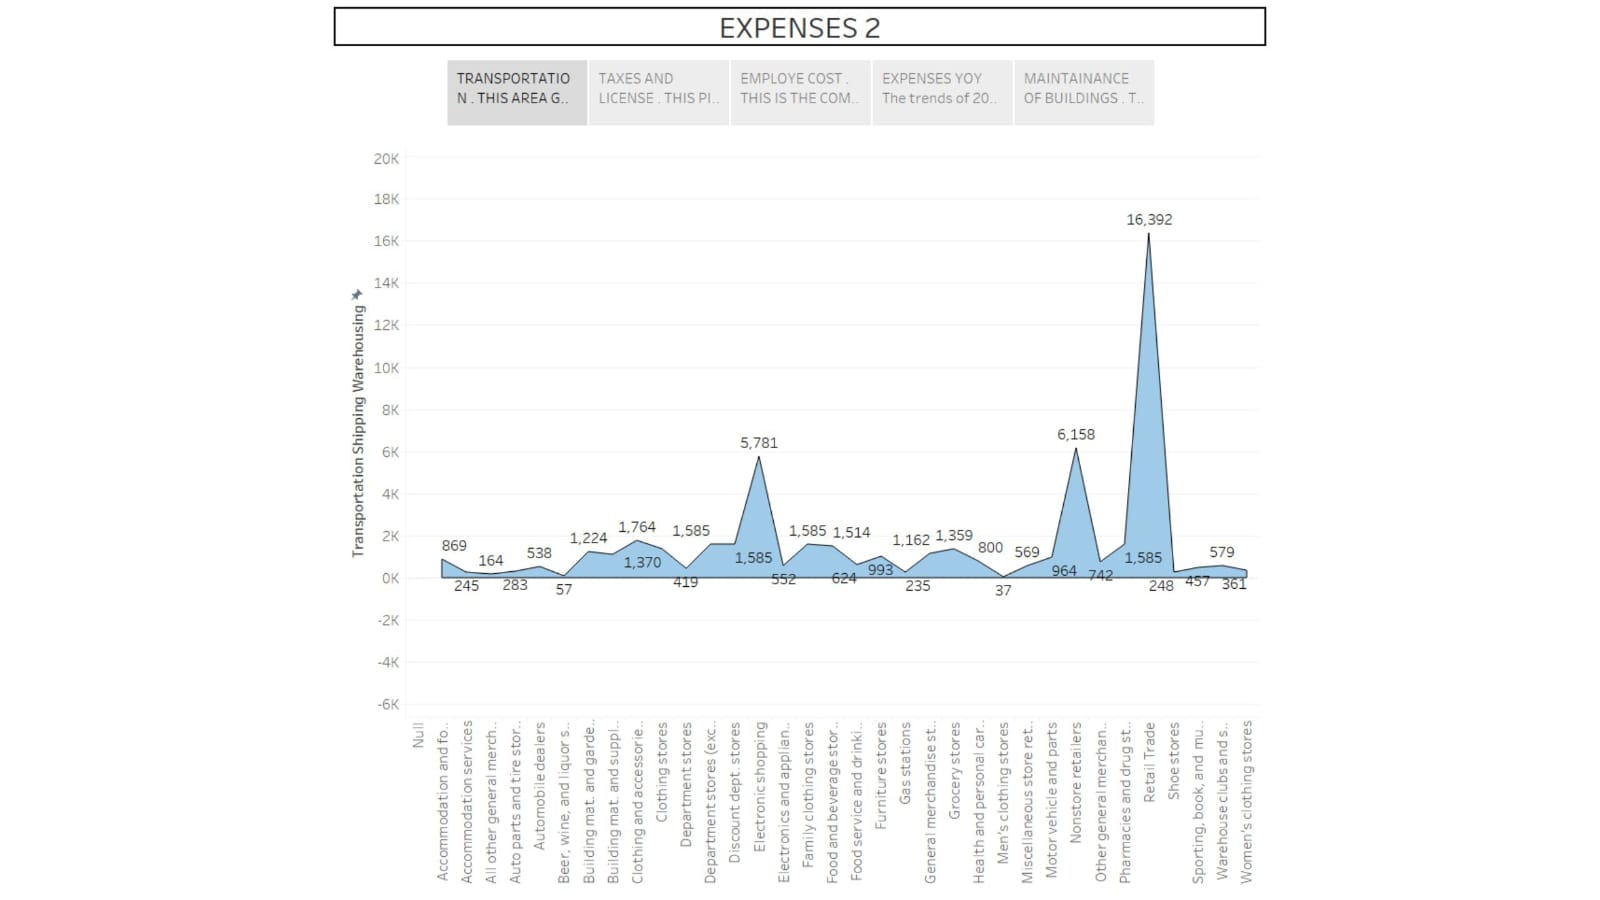 EXPENSES 2
TRANSPORTATIO
N . THIS AREA G..
TAXES AND
LICENSE . THIS PI..
EMPLOYE COST .
THIS IS THE COM..
EXPENSES YOY
The trends of 20..
MAINTAINANCE
OF BUILDINGS . T..
Transportation Shipping Warehousing
20K
18K
16K
14K
12K
10K
8K
6K
4K
2K
0K
-2K
-4K
-6K
869
245
164
283
538
57
1,224
1,764
1,370
419
1,585
1,585
5,781
552
1,585
1,514
624
993
235
1,162
1,359
800
37
569
964
6,158
742
1,585
16,392
248
457
579
361
Null
Accommodation and fo..
Accommodation services
All other general merch..
Auto parts and tire stor..
Automobile dealers
Beer, wine, and liquor s..
Building mat. and garde..
Building mat. and suppl..
Clothing and accessorie..
Clothing stores
Department stores
Department stores (exc..
Discount dept. stores
Electronic shopping
Electronics and applian..
Family clothing stores
Food and beverage stor..
Food service and drinki..
Furniture stores
Gas stations
General merchandise st..
Grocery stores
Health and personal car..
Men's clothing stores
Miscellaneous store ret..
Motor vehicle and parts
Nonstore retailers
Other general merchan..
Pharmacies and drug st..
Retail Trade
Shoe stores
Sporting, book, and mu..
Warehouse clubs and s..
Women's clothing stores